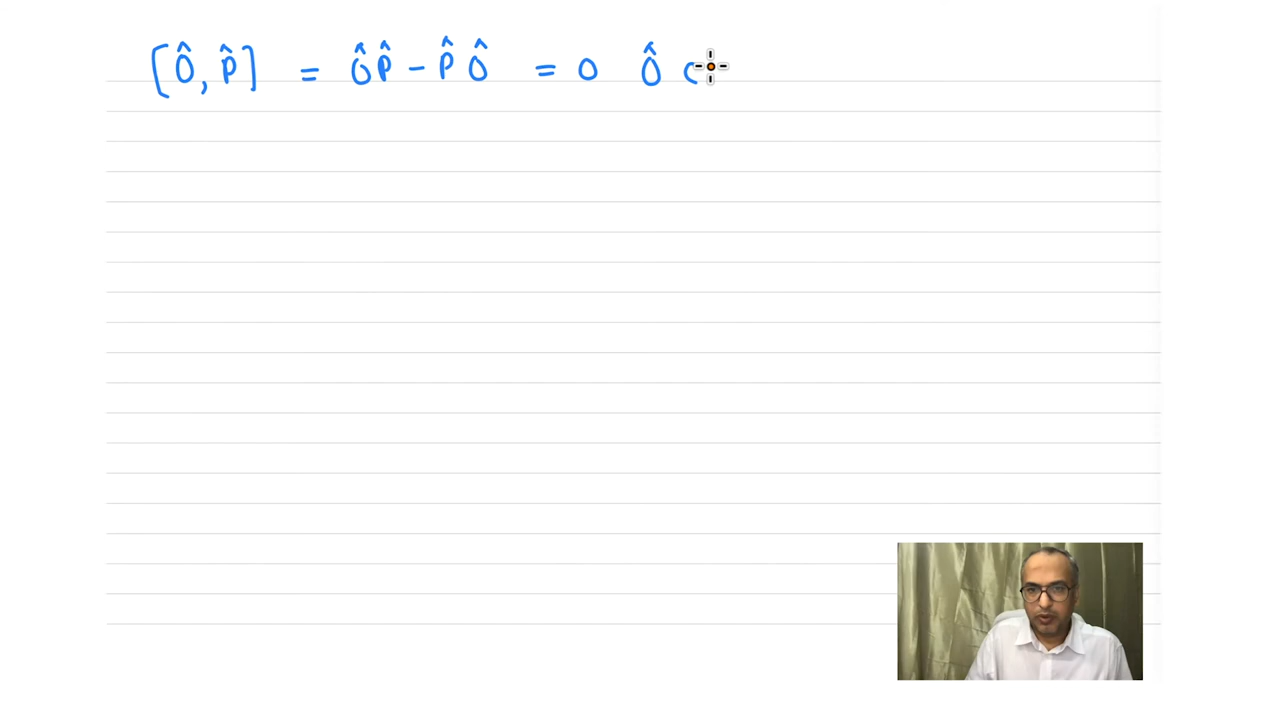 [Ô, P̂] = ÔP̂ - P̂Ô = 0 Ô c